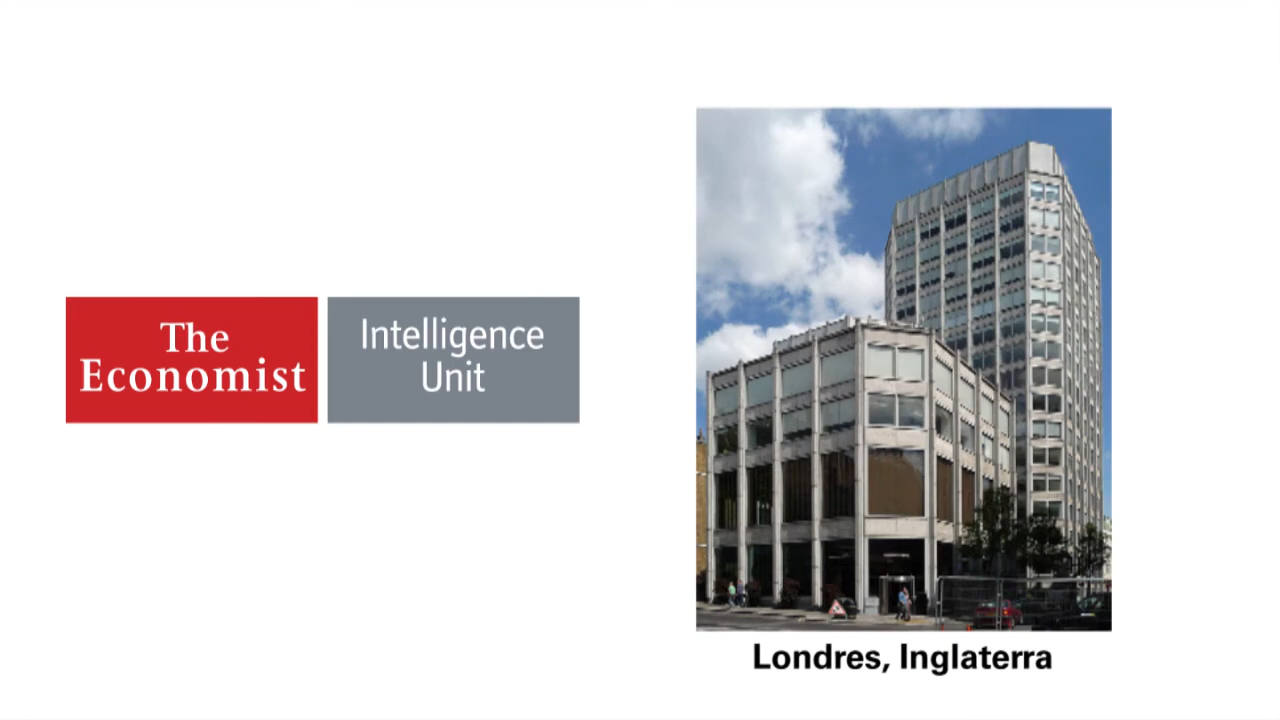 The
Economist
Intelligence
Unit
Londres, Inglaterra